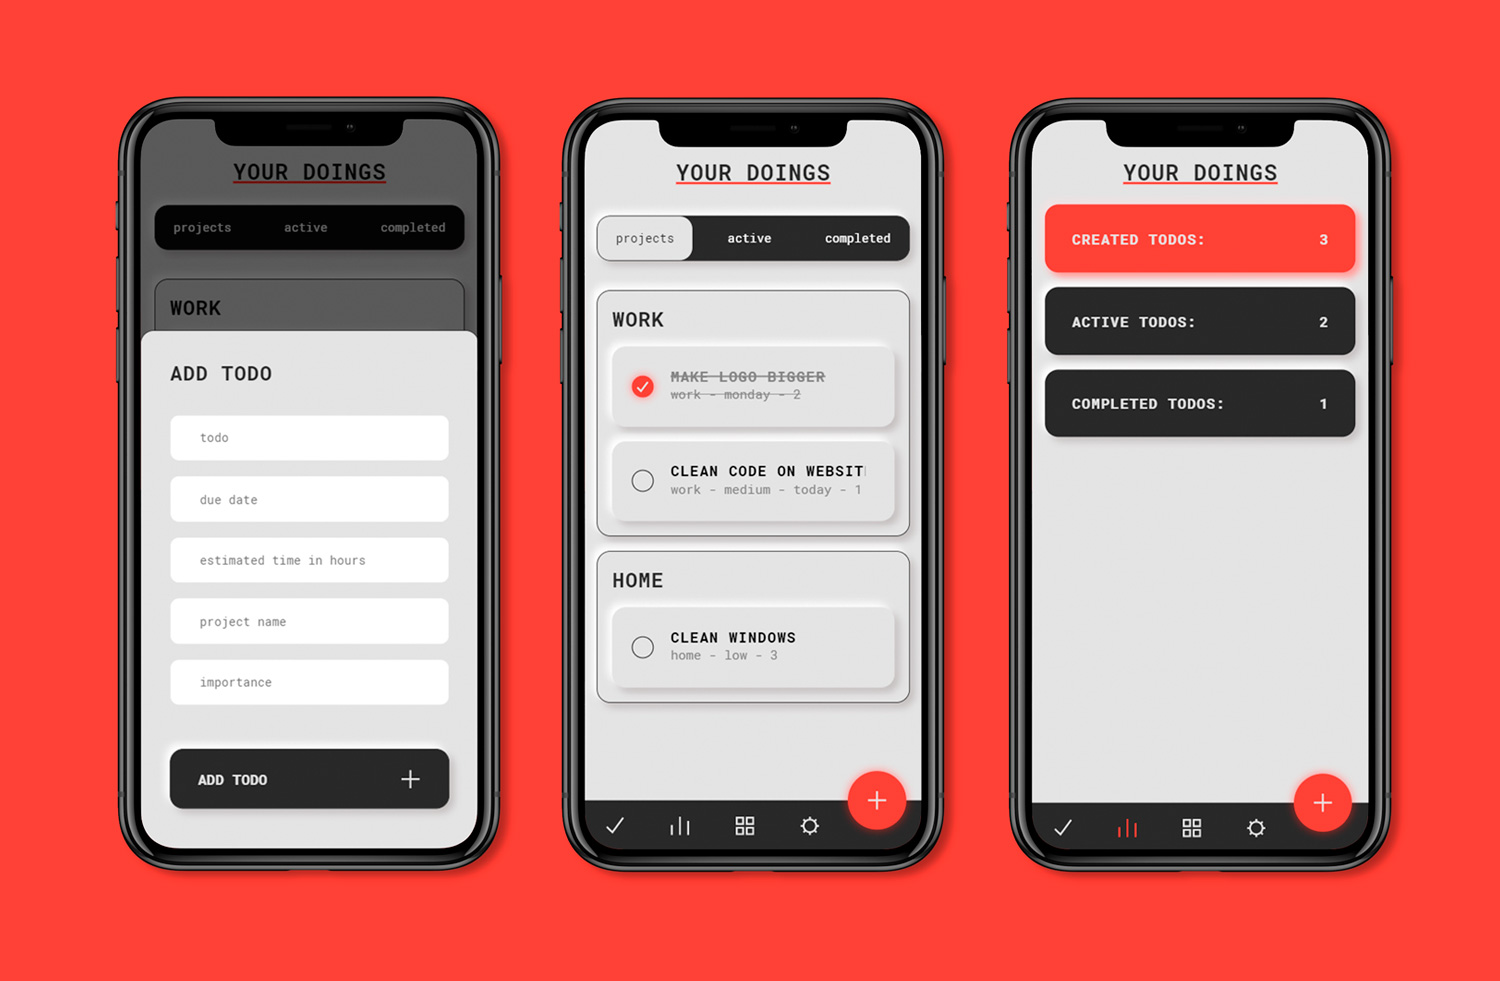 YOUR DOINGS
projects active completed
WORK
ADD TODO
todo
due date
estimated time in hours
project name
importance
ADD TODO
YOUR DOINGS
projects active completed
WORK
MAKE LOGO BIGGER
work - monday - 2
CLEAN CODE ON WEBSIT
work - medium - today - 1
HOME
CLEAN WINDOWS
home - low - 3
YOUR DOINGS
CREATED TODOS: 3
ACTIVE TODOS: 2
COMPLETED TODOS: 1